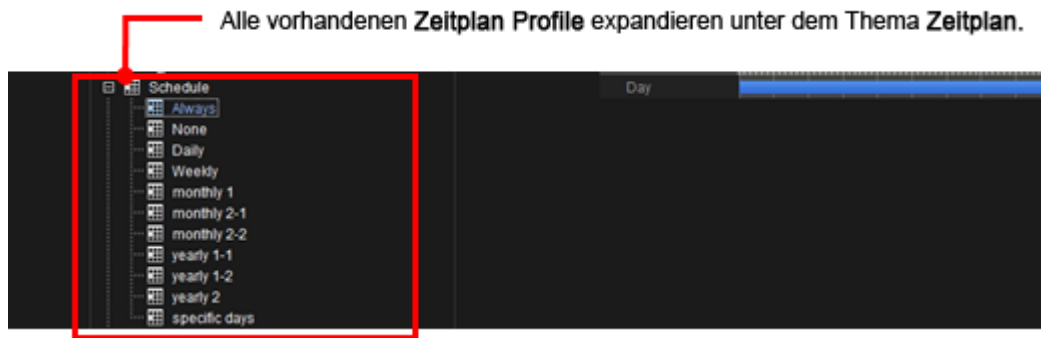 Alle vorhandenen Zeitplan Profile expandieren unter dem Thema Zeitplan.
Schedule
Day
Always
None
Daily
Weekly
monthly 1
monthly 2-1
monthly 2-2
yearly 1-1
yearly 1-2
yearly 2
specific days